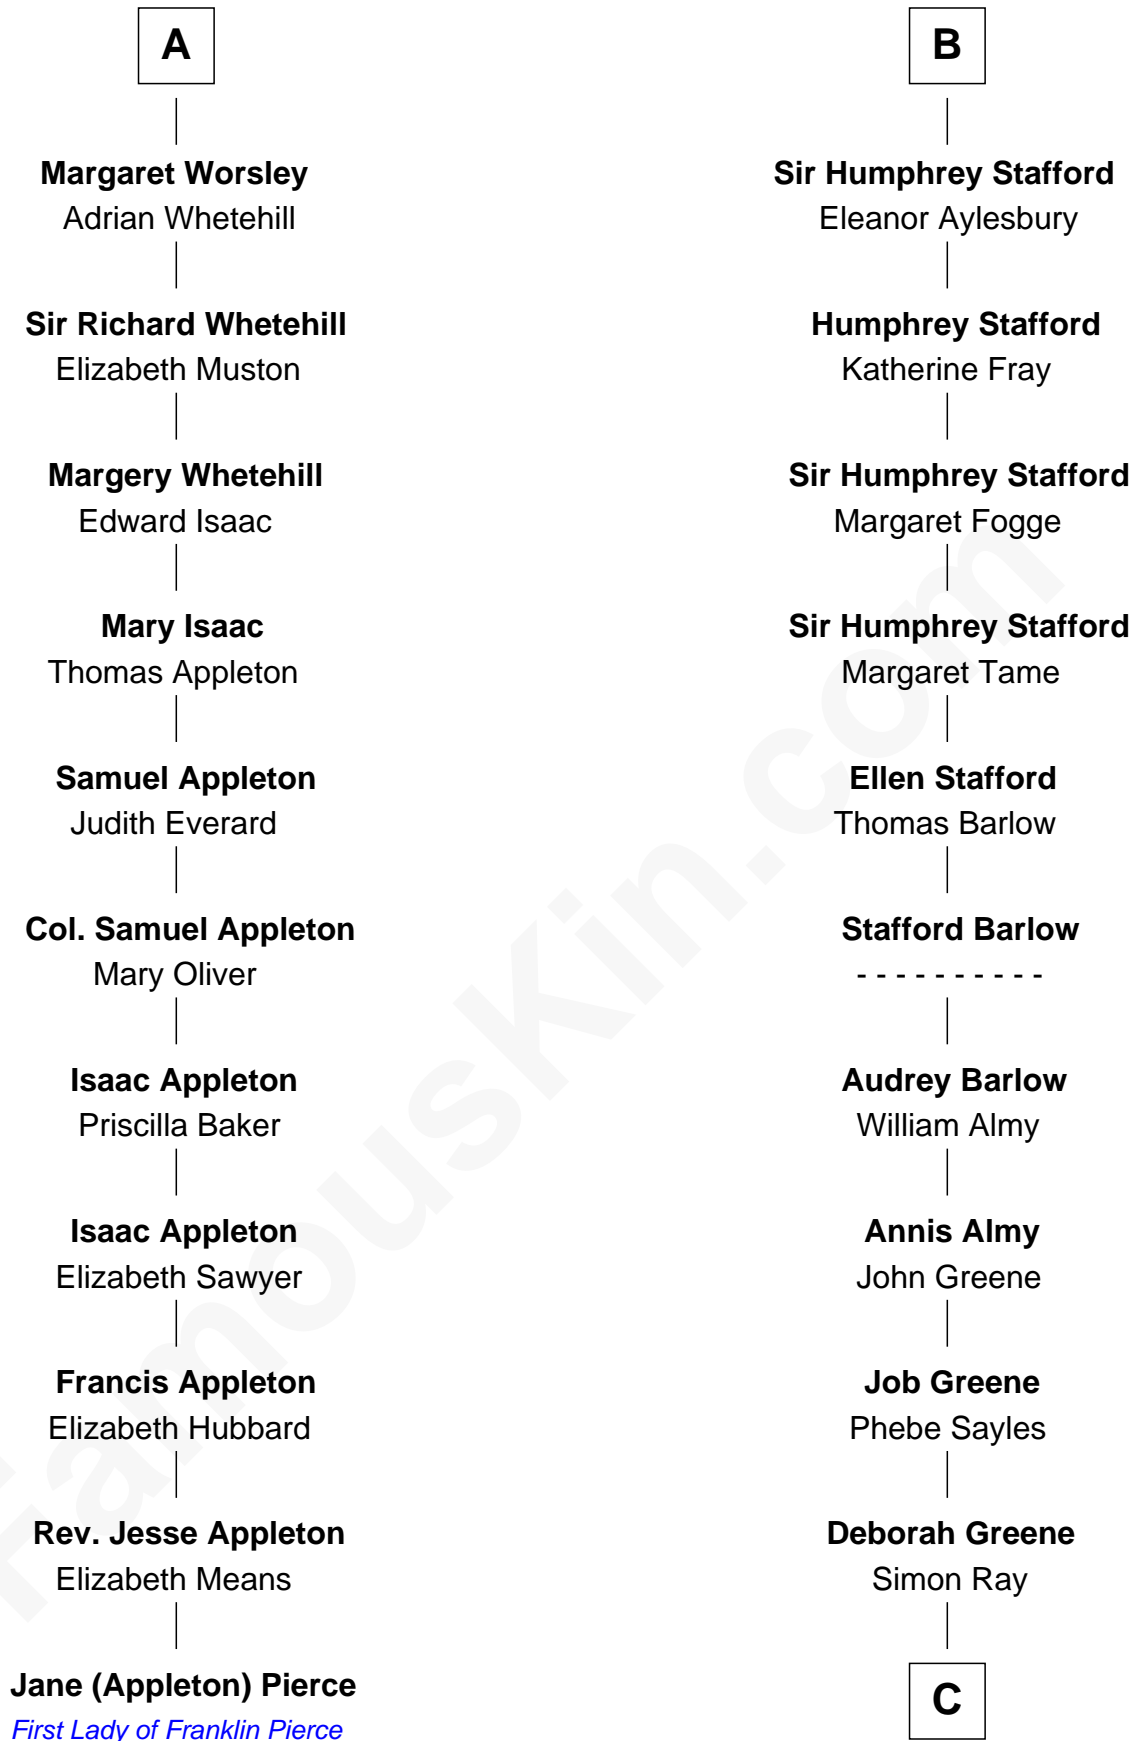 A
Margaret Worsley
Adrian Whetehill
Sir Richard Whetehill
Elizabeth Muston
Margery Whetehill
Edward Isaac
Mary Isaac
Thomas Appleton
Samuel Appleton
Judith Everard
Col. Samuel Appleton
Mary Oliver
Isaac Appleton
Priscilla Baker
Isaac Appleton
Elizabeth Sawyer
Francis Appleton
Elizabeth Hubbard
Rev. Jesse Appleton
Elizabeth Means
Jane (Appleton) Pierce
First Lady of Franklin Pierce
B
Sir Humphrey Stafford
Eleanor Aylesbury
Humphrey Stafford
Katherine Fray
Sir Humphrey Stafford
Margaret Fogge
Sir Humphrey Stafford
Margaret Tame
Ellen Stafford
Thomas Barlow
Stafford Barlow
- - - - - - - - - -
Audrey Barlow
William Almy
Annis Almy
John Greene
Job Greene
Phebe Sayles
Deborah Greene
Simon Ray
C
FamousKin.com